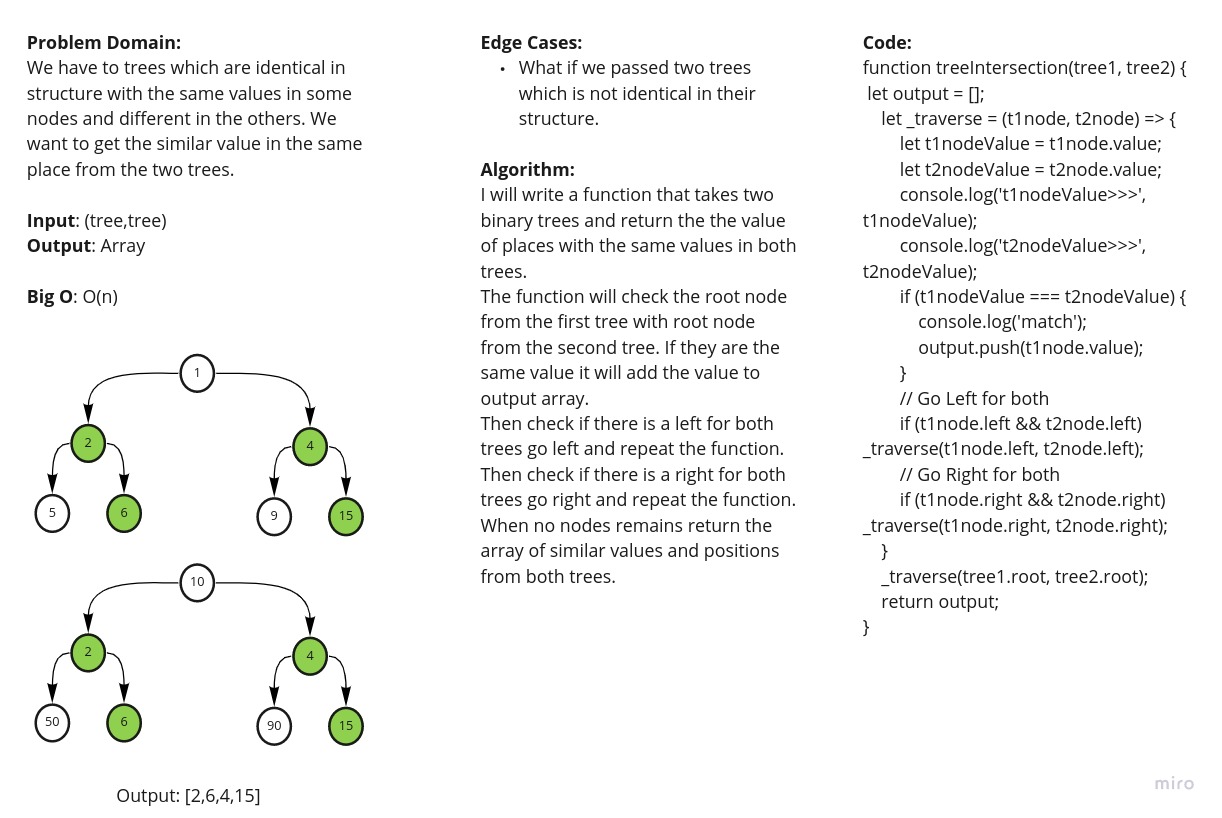 Problem Domain:
We have to trees which are identical in
structure with the same values in some
nodes and different in the others. We
want to get the similar value in the same
place from the two trees.
Input: (tree,tree)
Output: Array
Big O: O(n)
1
2
4
5
6
9
15
10
2
4
50
6
90
15
Output: [2,6,4,15]
Edge Cases:
• What if we passed two trees
which is not identical in their
structure.
Algorithm:
I will write a function that takes two
binary trees and return the the value
of places with the same values in both
trees.
The function will check the root node
from the first tree with root node
from the second tree. If they are the
same value it will add the value to
output array.
Then check if there is a left for both
trees go left and repeat the function.
Then check if there is a right for both
trees go right and repeat the function.
When no nodes remains return the
array of similar values and positions
from both trees.
Code:
function treeIntersection(tree1, tree2) {
let output = [];
let _traverse = (t1node, t2node) => {
let t1nodeValue = t1node.value;
let t2nodeValue = t2node.value;
console.log('t1nodeValue>>>',
t1nodeValue);
console.log('t2nodeValue>>>',
t2nodeValue);
if (t1nodeValue === t2nodeValue) {
console.log('match');
output.push(t1node.value);
}
// Go Left for both
if (t1node.left && t2node.left)
_traverse(t1node.left, t2node.left);
// Go Right for both
if (t1node.right && t2node.right)
_traverse(t1node.right, t2node.right);
}
_traverse(tree1.root, tree2.root);
return output;
}
miro